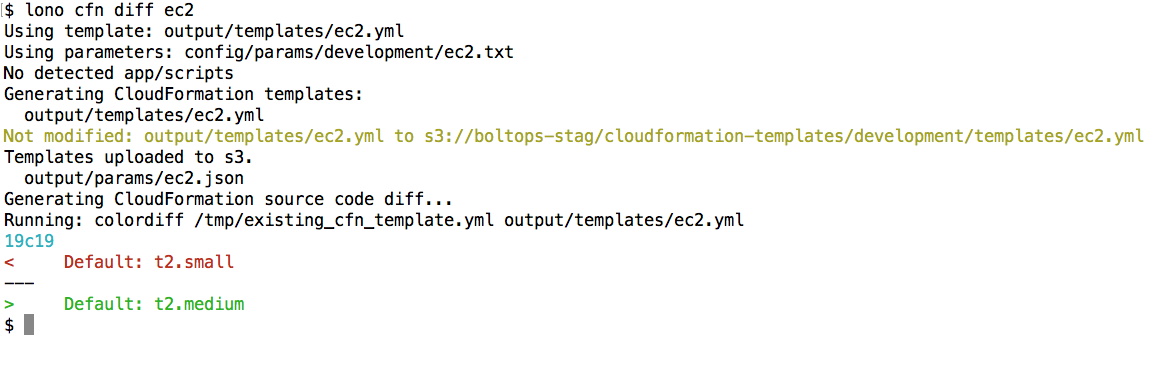 $ lono cfn diff ec2
Using template: output/templates/ec2.yml
Using parameters: config/params/development/ec2.txt
No detected app/scripts
Generating CloudFormation templates:
  output/templates/ec2.yml
Not modified: output/templates/ec2.yml to s3://boltops-stag/cloudformation-templates/development/templates/ec2.yml
Templates uploaded to s3.
  output/params/ec2.json
Generating CloudFormation source code diff...
Running: colordiff /tmp/existing_cfn_template.yml output/templates/ec2.yml
19c19
<     Default: t2.small
---
>     Default: t2.medium
$